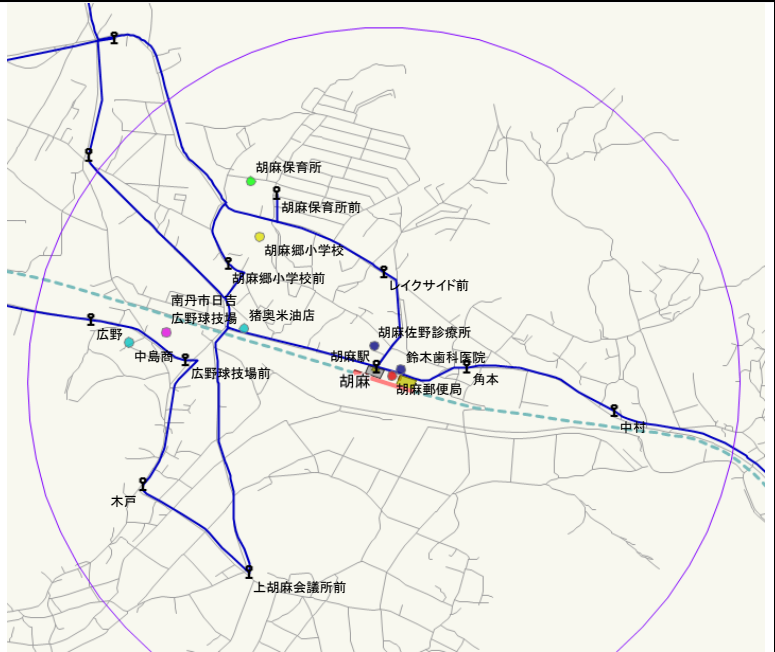 胡麻保育所
胡麻保育所前
胡麻郷小学校
胡麻郷小学校前
レイクサイド前
南丹市日吉
広野球技場
猪奥米油店
広野
中島商
広野球技場前
胡麻佐野診療所
胡麻駅
鈴木歯科医院
胡麻
胡麻郵便局
角本
中村
木戸
上胡麻会議所前